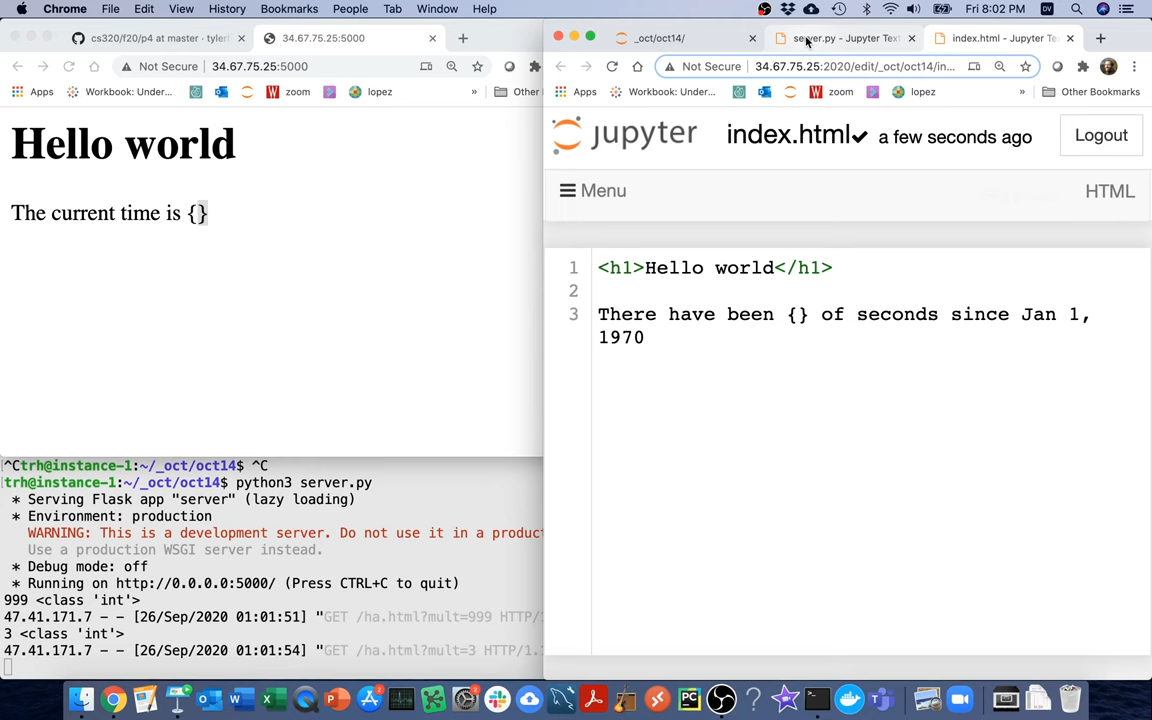 Chrome File Edit View History Bookmarks People Tab Window Help Fri 8:02 PM DV
cs320/f20/p4 at master · tylerh
34.67.75.25:5000
Not Secure 34.67.75.25:5000
Apps Workbook: Under... zoom lopez » Other
Hello world
The current time is {}
^Ctrh@instance-1:~/_oct/oct14$ ^C
trh@instance-1:~/_oct/oct14$ python3 server.py
* Serving Flask app "server" (lazy loading)
* Environment: production
WARNING: This is a development server. Do not use it in a product
Use a production WSGI server instead.
* Debug mode: off
* Running on http://0.0.0.0:5000/ (Press CTRL+C to quit)
999 <class 'int'>
47.41.171.7 - - [26/Sep/2020 01:01:51] "GET /ha.html?mult=999 HTTP/1
3 <class 'int'>
47.41.171.7 - - [26/Sep/2020 01:01:54] "GET /ha.html?mult=3 HTTP/1.
_oct/oct14/
server.py - Jupyter Text
index.html - Jupyter Te
Not Secure 34.67.75.25:2020/edit/_oct/oct14/in...
Apps Workbook: Under... zoom lopez » Other Bookmarks
jupyter index.html a few seconds ago Logout
Menu HTML
1 <h1>Hello world</h1>
2
3 There have been {} of seconds since Jan 1,
1970